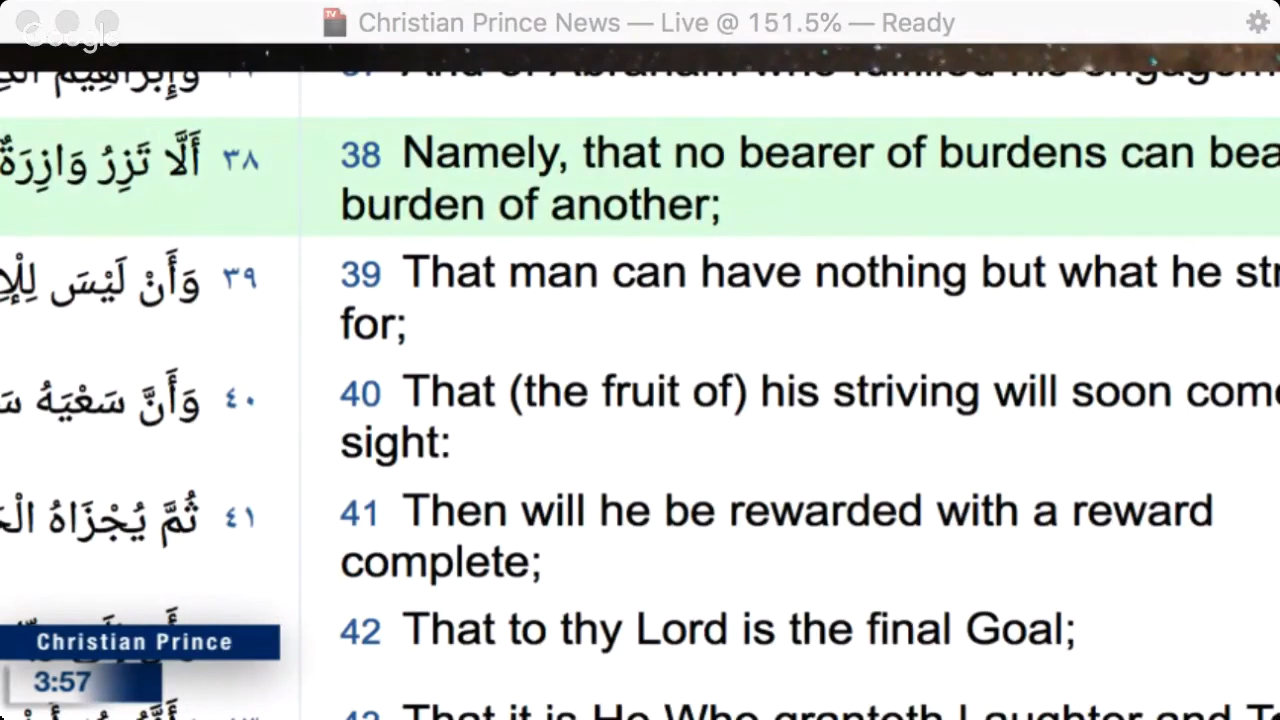 Christian Prince News — Live @ 151.5% — Ready
Google
38 Namely, that no bearer of burdens can
burden of another;
أَلَّا تَزِرُ وَازِرَةٌ ٣٨
39 That man can have nothing but what he
for;
وَأَنْ لَيْسَ ٣٩
40 That (the fruit of) his striving will soon
sight:
وَأَنَّ سَعْيَهُ ٤٠
41 Then will he be rewarded with a reward
complete;
ثُمَّ يُجْزَاهُ ٤١
42 That to thy Lord is the final Goal;
Christian Prince
3:57